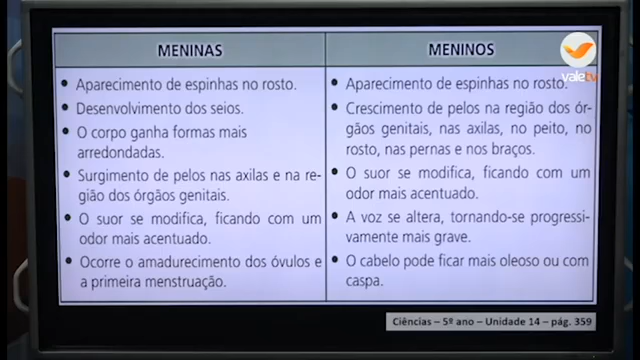 MENINAS
Aparecimento de espinhas no rosto.
Desenvolvimento dos seios.
O corpo ganha formas mais
arredondadas.
Surgimento de pelos nas axilas e na re-
gião dos órgãos genitais.
O suor se modifica, ficando com um
odor mais acentuado.
Ocorre o amadurecimento dos óvulos e
a primeira menstruação.
MENINOS
Aparecimento de espinhas no rosto.
Crescimento de pelos na região dos ór-
gãos genitais, nas axilas, no peito, no
rosto, nas pernas e nos braços.
O suor se modifica, ficando com um
odor mais acentuado.
A voz se altera, tornando-se progressi-
vamente mais grave.
O cabelo pode ficar mais oleoso ou com
caspa.
Ciências – 5º ano – Unidade 14 – pág. 359
valetv